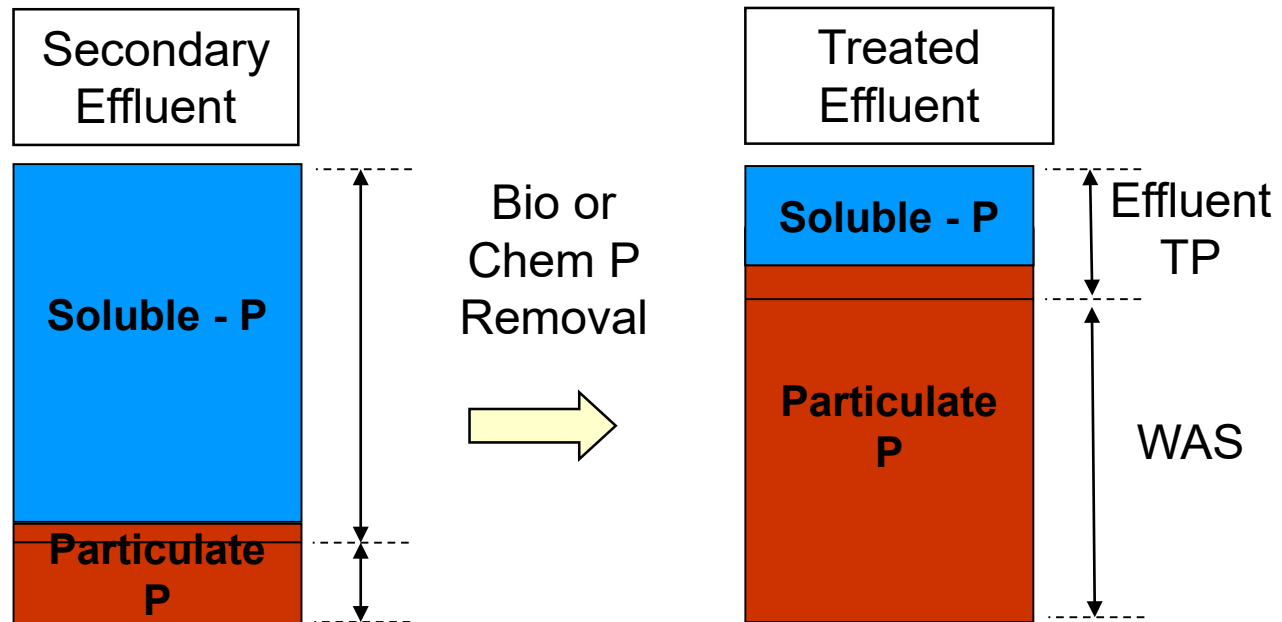 Secondary
Effluent
Treated
Effluent
Soluble - P
Particulate
P
Bio or
Chem P
Removal
Soluble - P
Particulate
P
Effluent
TP
WAS